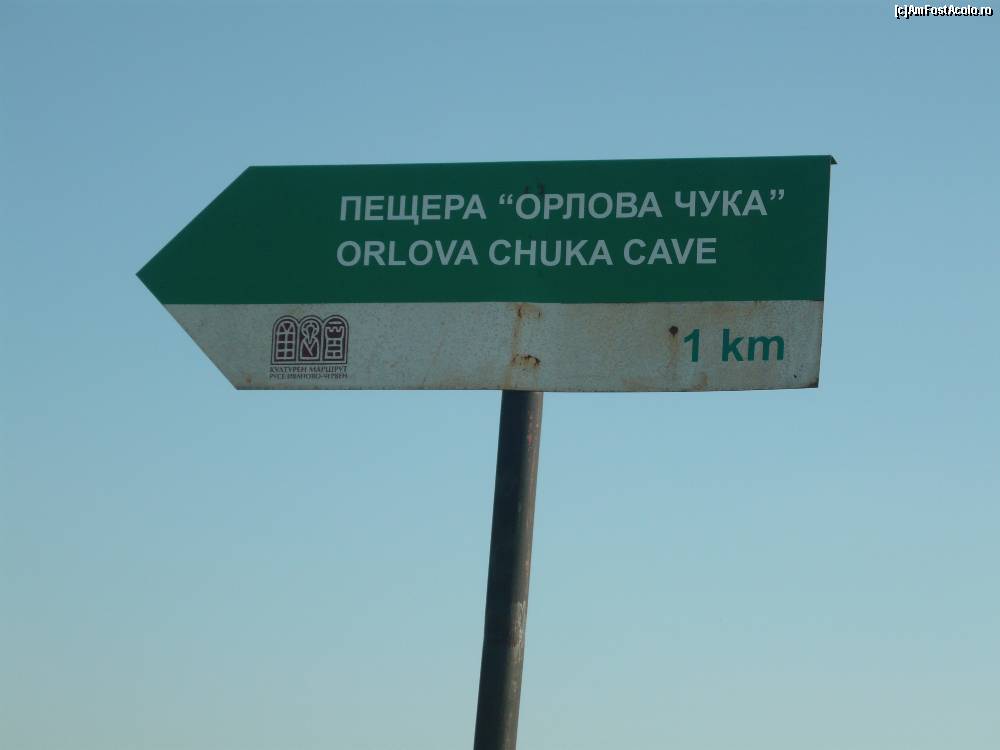 [c]AmFostAcolo.ro
ПЕЩЕРА “ОРЛОВА ЧУКА”
ORLOVA CHUKA CAVE
1 km
КУЛТУРЕН МАРШРУТ
РУСЕ-ИВАНОВО-ЧЕРВЕН